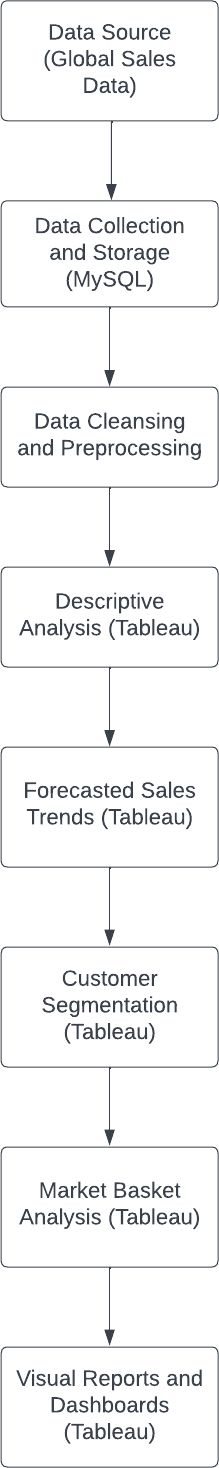 Data Source
(Global Sales
Data)
Data Collection
and Storage
(MySQL)
Data Cleansing
and Preprocessing
Descriptive
Analysis (Tableau)
Forecasted Sales
Trends (Tableau)
Customer
Segmentation
(Tableau)
Market Basket
Analysis (Tableau)
Visual Reports and
Dashboards
(Tableau)